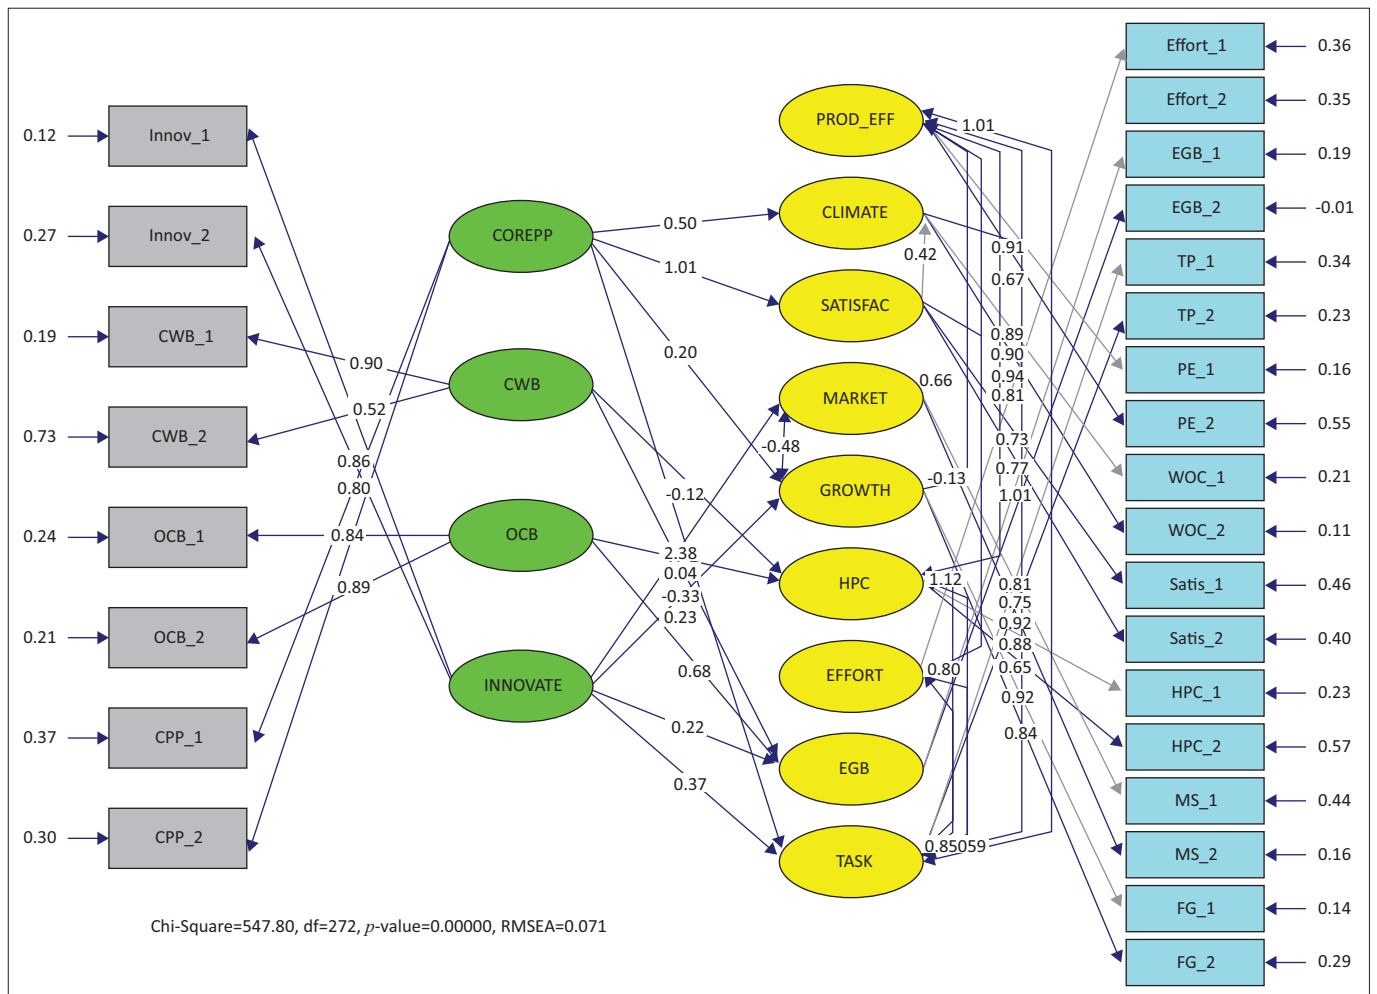 Effort_1
0.36
Effort_2
0.35
PROD_EFF
1.01
0.12
Innov_1
EGB_1
0.19
CLIMATE
EGB_2
-0.01
0.27
Innov_2
COREPP
0.50
0.91
TP_1
0.34
0.42
1.01
0.67
SATISFAC
TP_2
0.23
0.19
CWB_1
0.89
0.20
0.90
0.90
PE_1
0.16
CWB
0.66
0.94
MARKET
0.81
0.52
PE_2
0.55
0.73
CWB_2
-0.48
0.73
0.86
0.77
WOC_1
0.21
0.80
GROWTH
-0.13
-0.12
1.01
0.24
OCB_1
0.84
OCB
WOC_2
0.11
2.38
0.04
HPC
1.12
0.81
Satis_1
0.46
0.89
-0.33
0.75
0.23
0.92
0.21
OCB_2
0.88
Satis_2
0.40
0.68
EFFORT
0.80
0.65
INNOVATE
0.92
HPC_1
0.23
0.22
0.84
0.37
CPP_1
HPC_2
0.57
EGB
0.37
MS_1
0.44
0.30
CPP_2
0.85059
TASK
MS_2
0.16
FG_1
0.14
Chi-Square=547.80, df=272, p-value=0.00000, RMSEA=0.071
FG_2
0.29